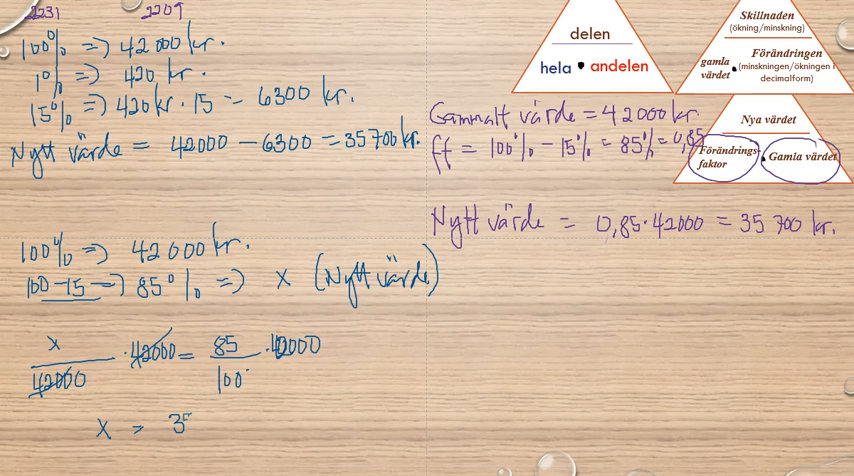 2231 2209
100% => 42000 kr.
1% => 420 kr.
15% => 420 kr. 15 = 6300 kr.
Nytt värde = 42000 - 6300 = 35700 kr.
100% => 42000 kr.
100-15 => 85% => x (Nytt värde)
x/42000 · 42000 = 85/100 · 42000
x = 35
delen
hela · andelen
Skillnaden
(ökning/minskning)
gamla värdet · Förändringen
(minskningen/ökningen i
decimalform)
Nya värdet
Förändrings-
faktor · Gamla värdet
Gammalt värde = 42000 kr.
ff = 100% - 15% = 85% = 0,85
Nytt värde = 0,85·42000 = 35700 kr.